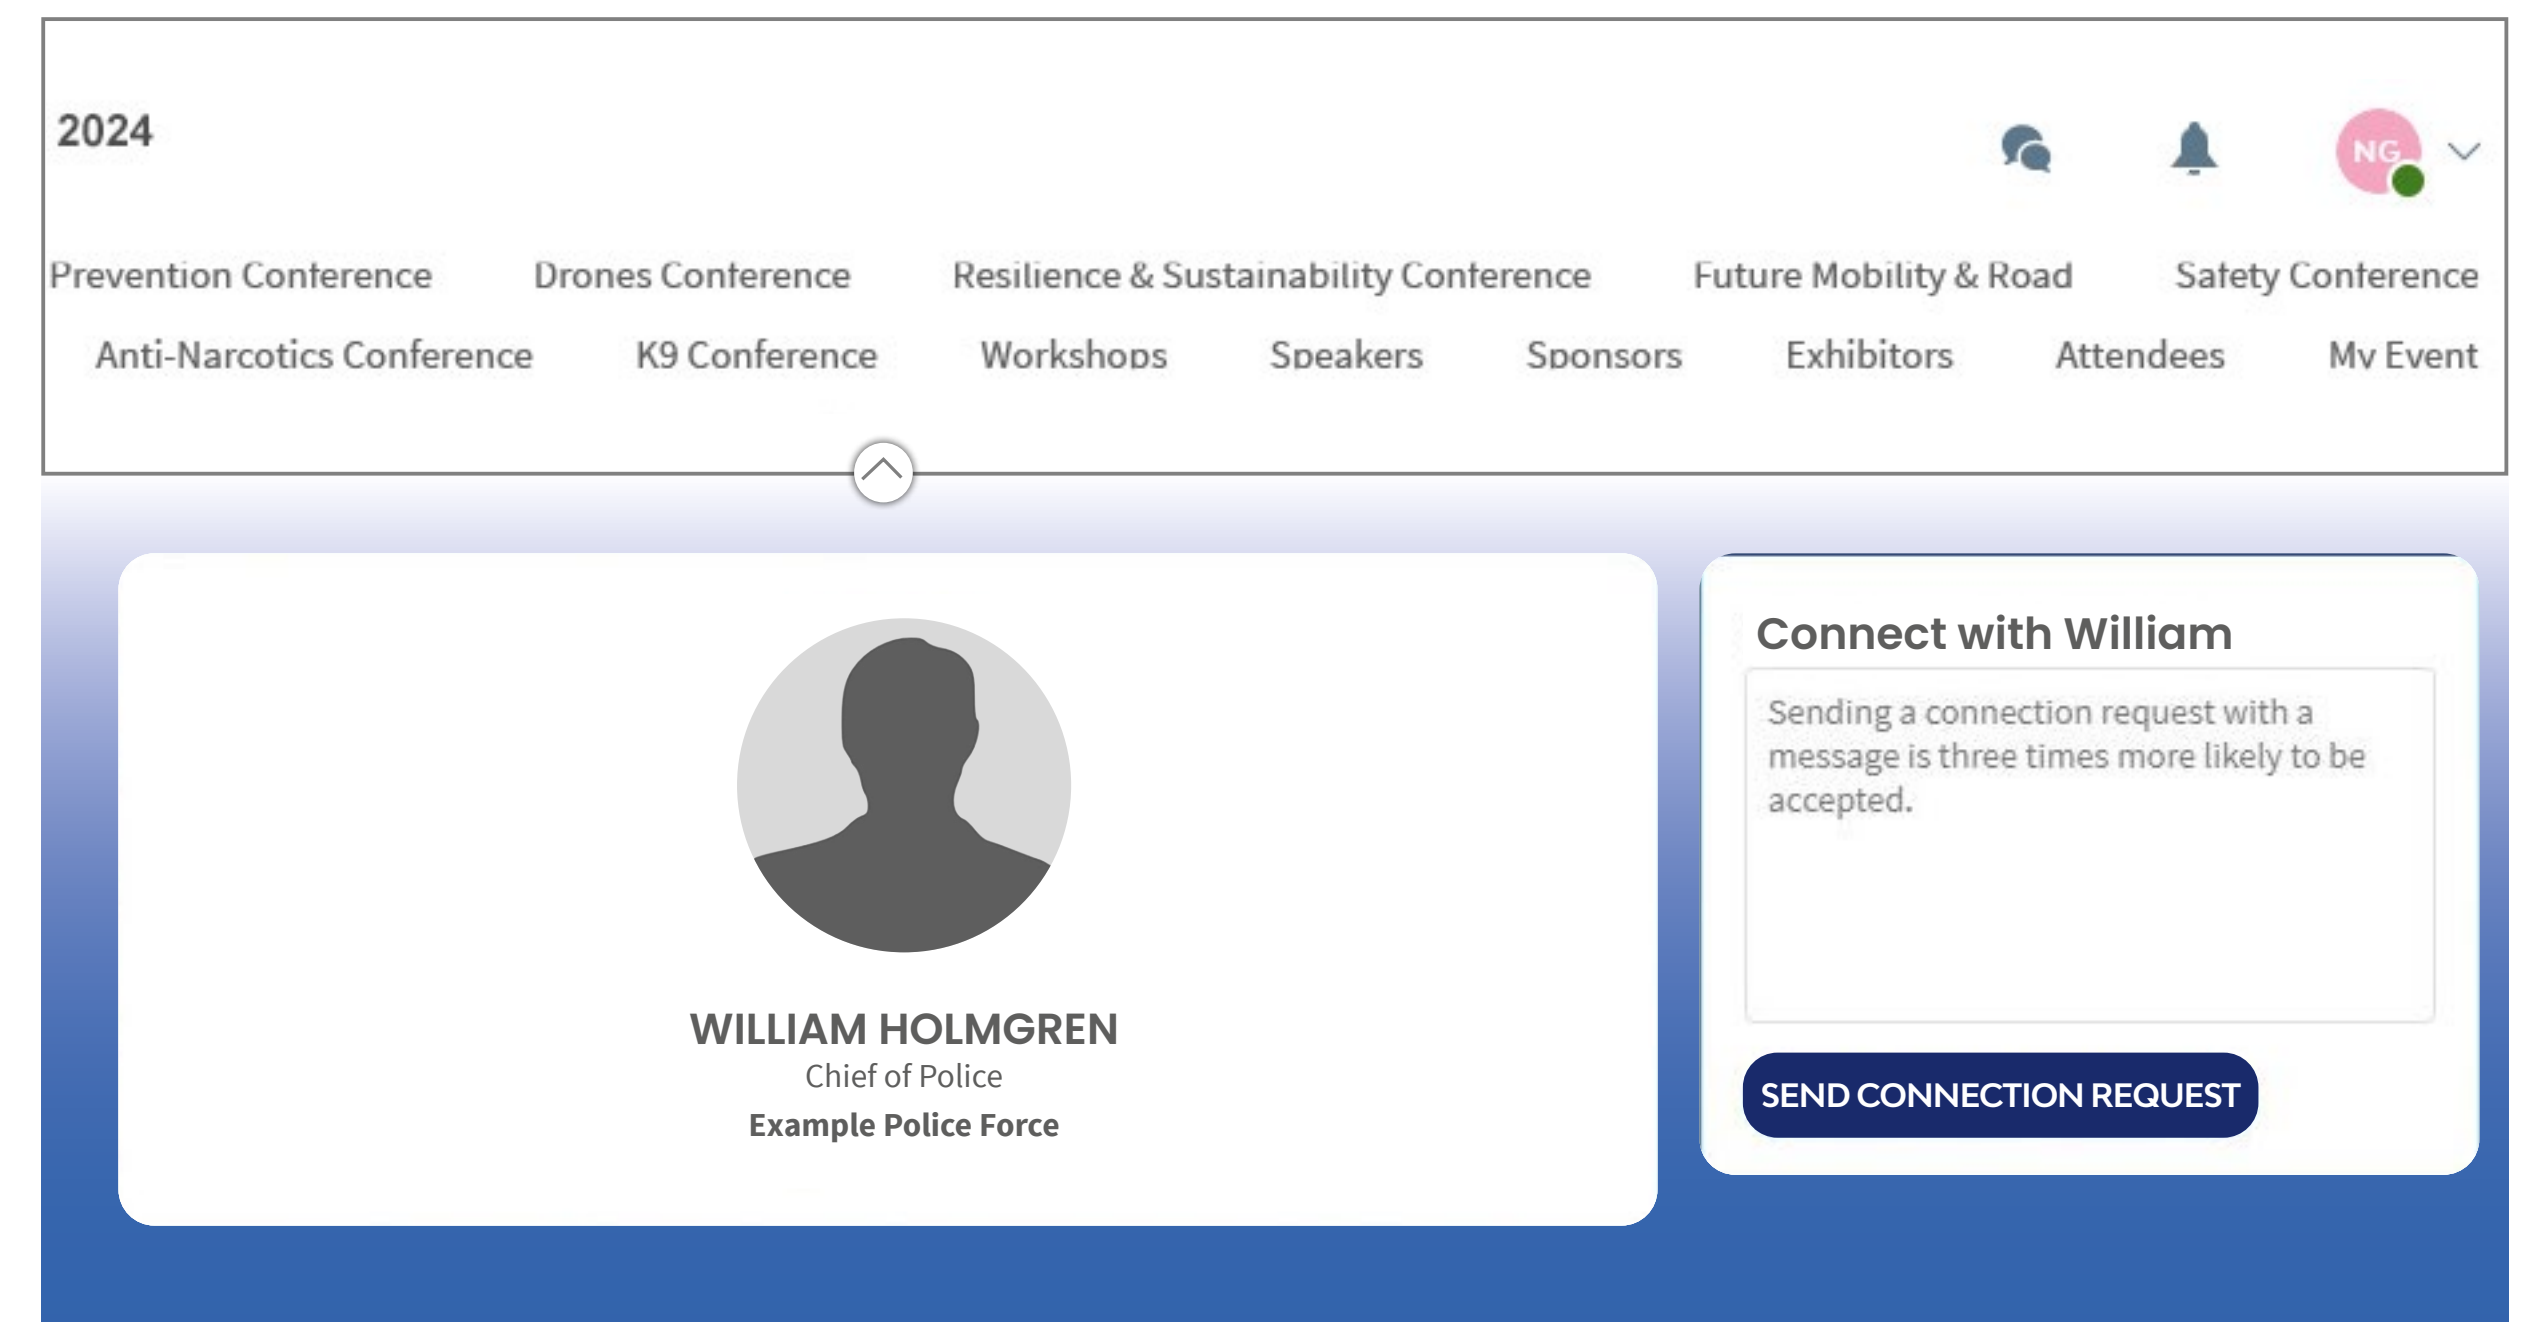 2024
NG
Prevention Conference Drones Conference Resilience & Sustainability Conference Future Mobility & Road Safety Conference
Anti-Narcotics Conference K9 Conference Workshops Speakers Sponsors Exhibitors Attendees My Event
Connect with William
Sending a connection request with a
message is three times more likely to be
accepted.
SEND CONNECTION REQUEST
WILLIAM HOLMGREN
Chief of Police
Example Police Force